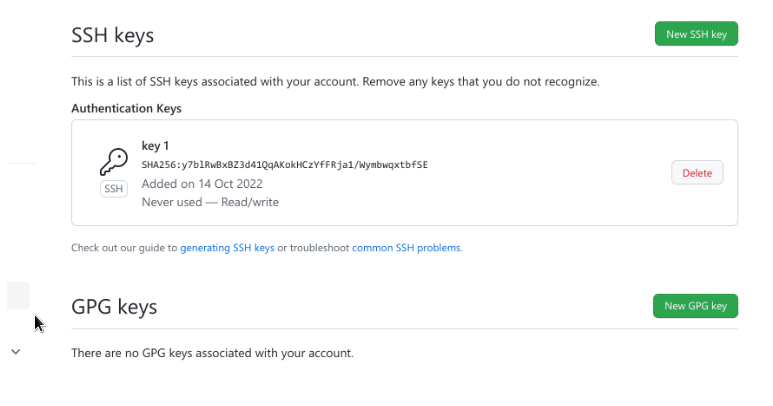 SSH keys
New SSH key
This is a list of SSH keys associated with your account. Remove any keys that you do not recognize.
Authentication Keys
key 1
SHA256:y7blRwBxBZ3d41QqAKokHCzYfFRja1/WymbwqxtbfSE
SSH
Added on 14 Oct 2022
Never used — Read/write
Delete
Check out our guide to generating SSH keys or troubleshoot common SSH problems.
GPG keys
New GPG key
There are no GPG keys associated with your account.